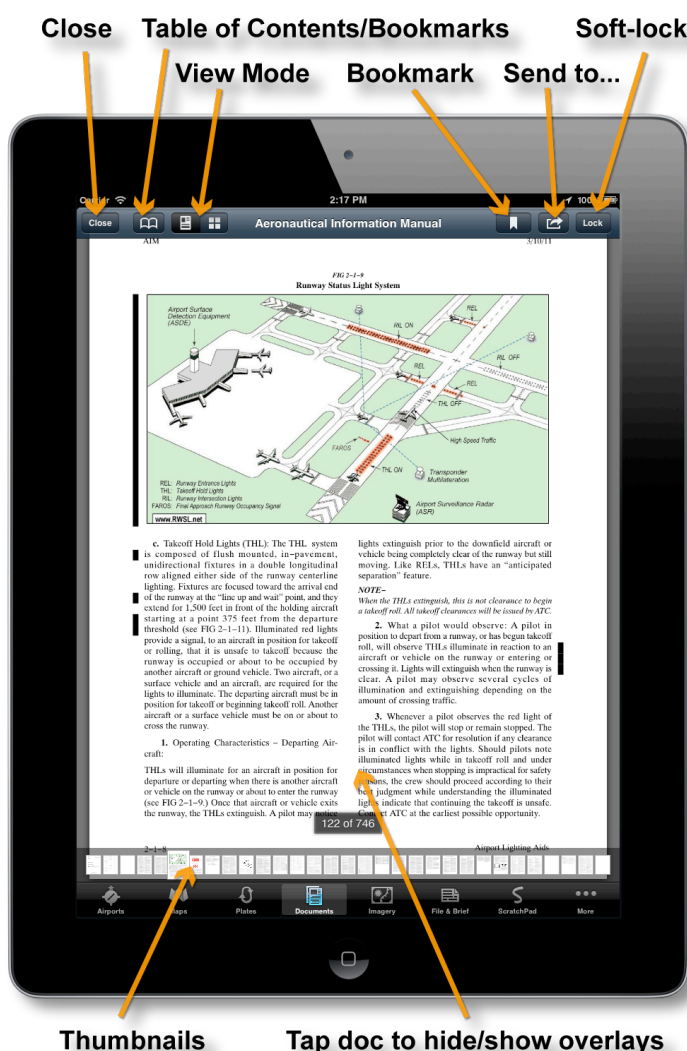 Close
Table of Contents/Bookmarks
Soft-lock
View Mode
Bookmark
Send to...
2:17 PM
Close
Aeronautical Information Manual
Lock
AIM
3/10/11
FIG 2-1-9
Runway Status Light System
Airport Surface
Detection Equipment
(ASDE)
REL
RIL ON
RIL OFF
REL
REL
THL OFF
High Speed Traffic
FAROS
THL ON
Transponder
Multilateration
REL: Runway Entrance Lights
THL: Takeoff Hold Lights
RIL: Runway Intersection Lights
FAROS: Final Approach Runway Occupancy Signal
Airport Surveillance Radar
(ASR)
www.RWSL.net
c. Takeoff Hold Lights (THL): The THL system
is composed of flush mounted, in-pavement,
unidirectional fixtures in a double longitudinal
row aligned either side of the runway centerline
lighting. Fixtures are focused toward the arrival end
of the runway at the "line up and wait" point, and they
extend for 1,500 feet in front of the holding aircraft
starting at a point 375 feet from the departure
threshold (see FIG 2-1-11). Illuminated red lights
provide a signal, to an aircraft in position for takeoff
or rolling, that it is unsafe to takeoff because the
runway is occupied or about to be occupied by
another aircraft or ground vehicle. Two aircraft, or a
surface vehicle and an aircraft, are required for the
lights to illuminate. The departing aircraft must be in
position for takeoff or beginning takeoff roll. Another
aircraft or a surface vehicle must be on or about to
cross the runway.
1. Operating Characteristics – Departing Air-
craft:
THLs will illuminate for an aircraft in position for
departure or departing when there is another aircraft
or vehicle on the runway or about to enter the runway
(see FIG 2-1-9.) Once that aircraft or vehicle exits
the runway, the THLs extinguish. A pilot may notice
lights extinguish prior to the downfield aircraft or
vehicle being completely clear of the runway but still
moving. Like RELs, THLs have an "anticipated
separation" feature.
NOTE–
When the THLs extinguish, this is not clearance to begin
a takeoff roll. All takeoff clearances will be issued by ATC.
2. What a pilot would observe: A pilot in
position to depart from a runway, or has begun takeoff
roll, will observe THLs illuminate in reaction to an
aircraft or vehicle on the runway or entering or
crossing it. Lights will extinguish when the runway is
clear. A pilot may observe several cycles of
illumination and extinguishing depending on the
amount of crossing traffic.
3. Whenever a pilot observes the red light of
the THLs, the pilot will stop or remain stopped. The
pilot will contact ATC for resolution if any clearance
is in conflict with the lights. Should pilots note
illuminated lights while in takeoff roll and under
circumstances when stopping is impractical for safety
reasons, the crew should proceed according to their
best judgment while understanding the illuminated
lights indicate that continuing the takeoff is unsafe.
Contact ATC at the earliest possible opportunity.
122 of 746
2-1-8
Airport Lighting Aids
Airports
Maps
Plates
Documents
Imagery
File & Brief
ScratchPad
More
Thumbnails
Tap doc to hide/show overlays